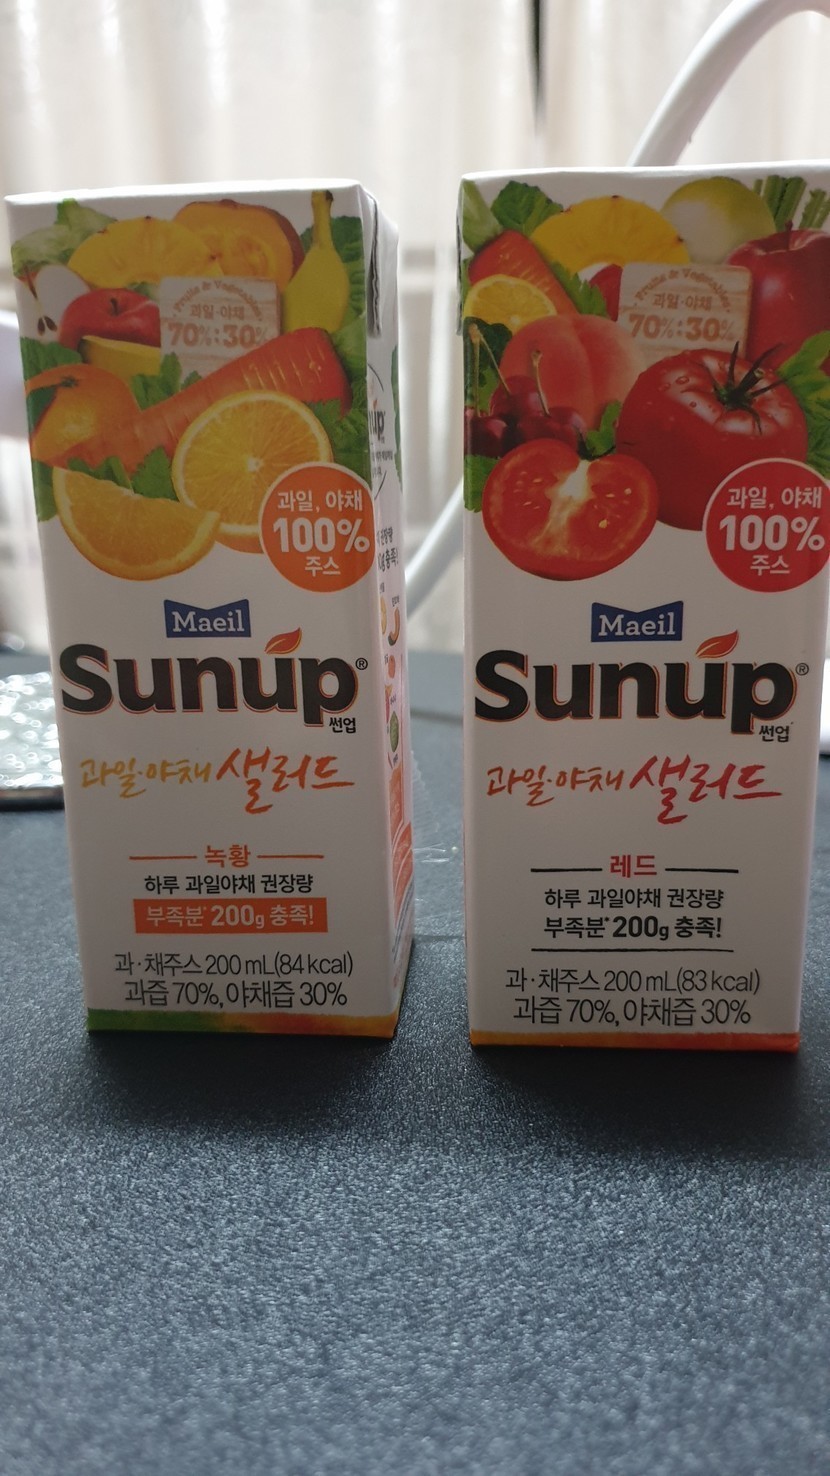 Fruits & Vegetables
과일·야채
70%:30%
과일, 야채
100%
주스
Maeil
Sunup®
썬업
과일·야채 샐러드
녹황
하루 과일야채 권장량
부족분* 200g 충족!
과·채주스 200 mL(84 kcal)
과즙 70%, 야채즙 30%
Fruits & Vegetables
과일·야채
70%:30%
과일, 야채
100%
주스
Maeil
Sunup®
썬업
과일·야채 샐러드
레드
하루 과일야채 권장량
부족분* 200g 충족!
과·채주스 200 mL(83 kcal)
과즙 70%, 야채즙 30%